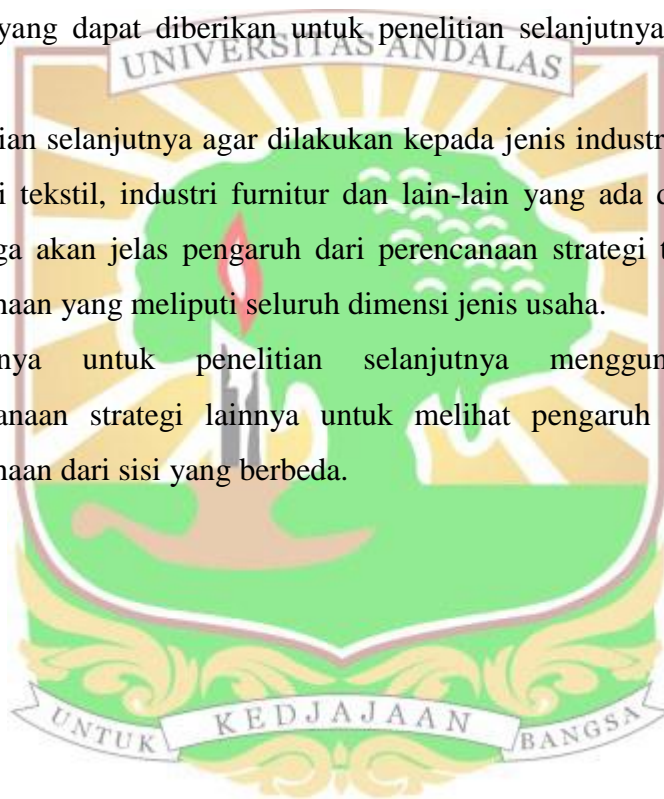 yang dapat diberikan untuk penelitian selanjutnya
UNIVERSITAS ANDALAS
ian selanjutnya agar dilakukan kepada jenis industr
i tekstil, industri furnitur dan lain-lain yang ada
ga akan jelas pengaruh dari perencanaan strategi
naan yang meliputi seluruh dimensi jenis usaha.
nya untuk penelitian selanjutnya menggun
anaan strategi lainnya untuk melihat pengaruh
naan dari sisi yang berbeda.
UNTUK KEDJAJAAN BANGSA